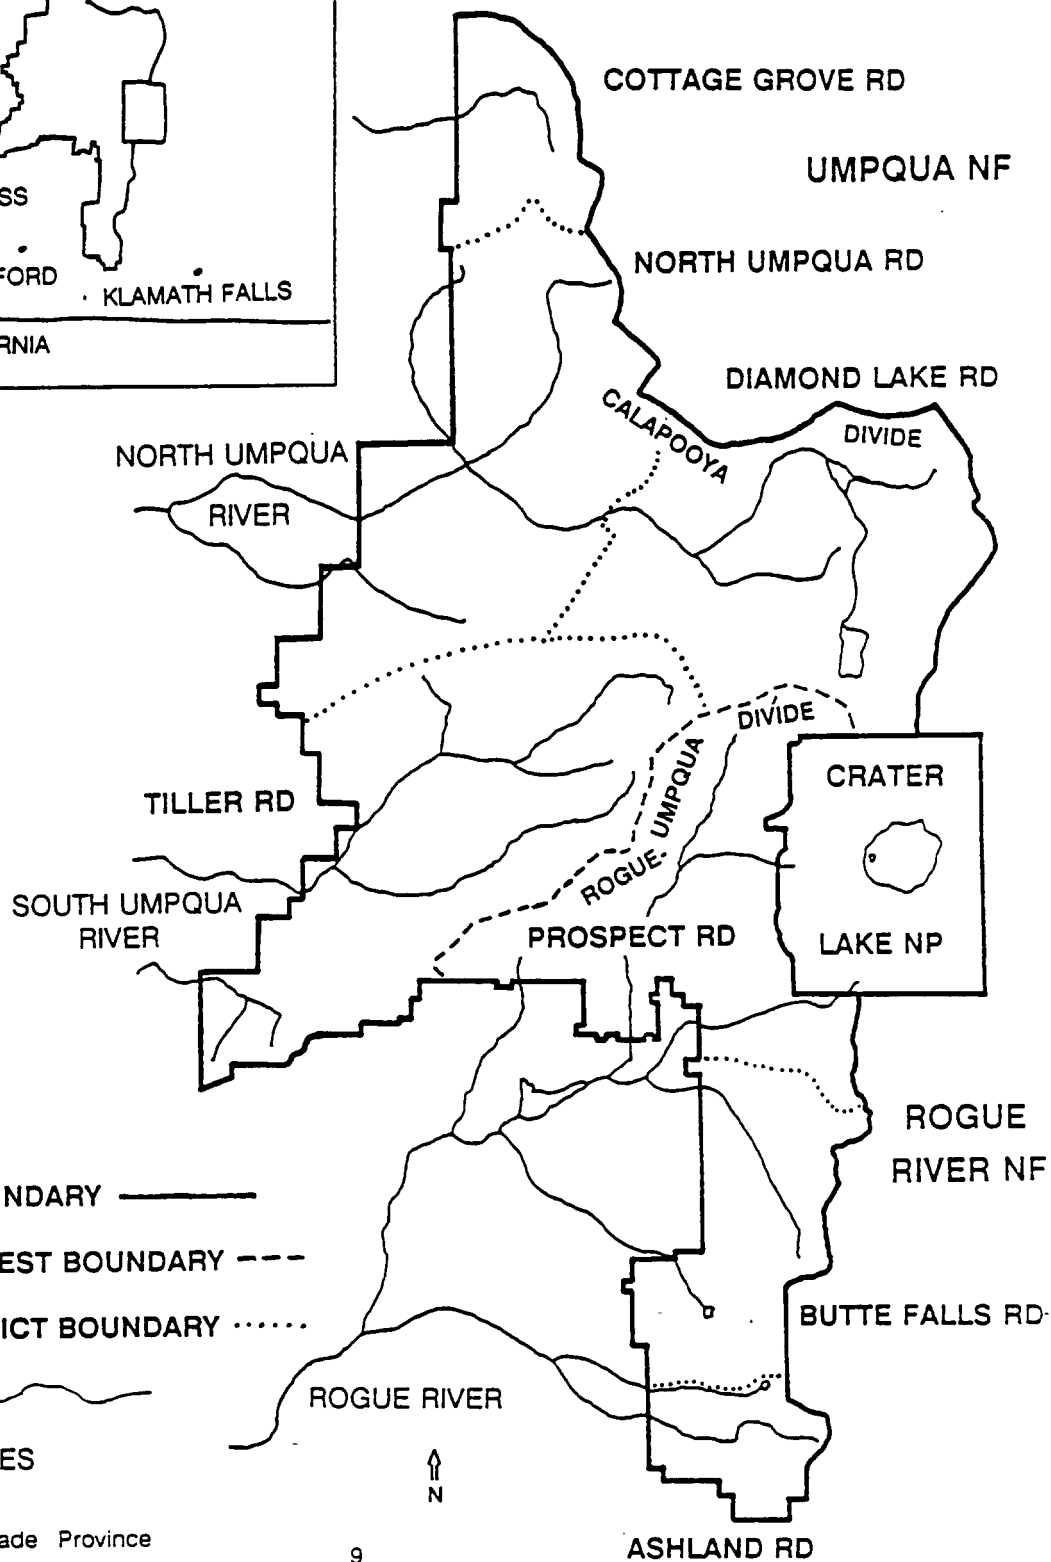 COTTAGE GROVE RD
UMPQUA NF
SS
FORD
KLAMATH FALLS
RNIA
NORTH UMPQUA RD
DIAMOND LAKE RD
CALAPOOYA
DIVIDE
NORTH UMPQUA
RIVER
DIVIDE
UMPQUA
ROGUE-
CRATER
LAKE NP
TILLER RD
SOUTH UMPQUA
RIVER
PROSPECT RD
ROGUE
RIVER NF
NDARY
EST BOUNDARY
ICT BOUNDARY
BUTTE FALLS RD
ROGUE RIVER
N
ES
ade Province
9
ASHLAND RD